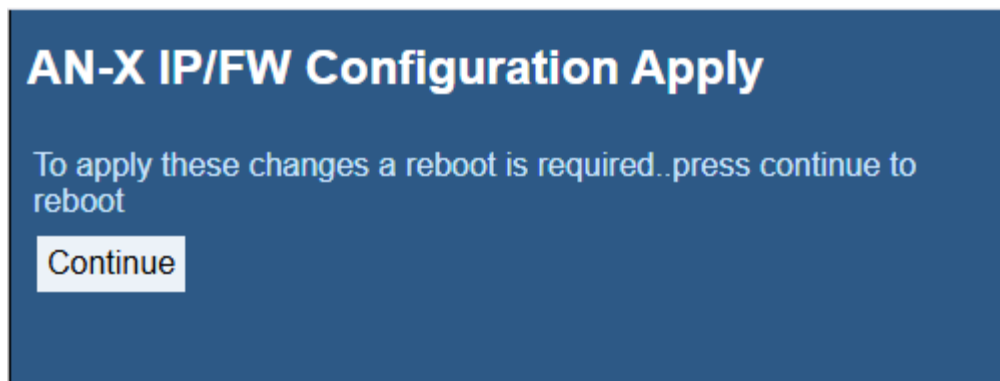 AN-X IP/FW Configuration Apply
To apply these changes a reboot is required..press continue to
reboot
Continue